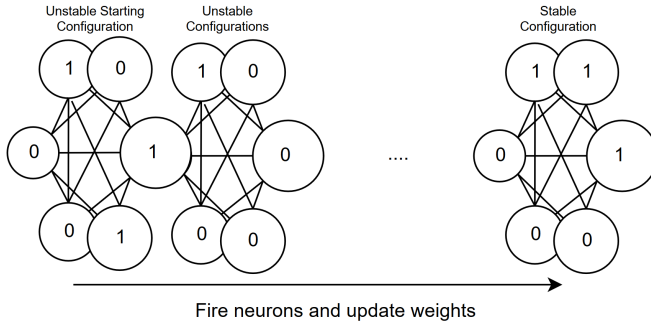 Unstable Starting
Configuration
Unstable
Configurations
Stable
Configuration
1 0 1 0 1 1
0 1 0 .... 0 1
0 1 0 0 0 0
Fire neurons and update weights